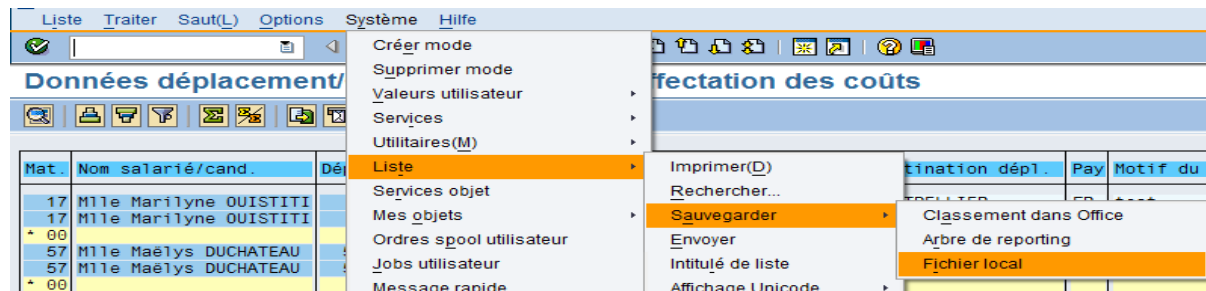 Liste Traiter Saut(L) Options Système Hilfe
Créer mode
Données déplacement/ ffectation des coûts
Supprimer mode
Valeurs utilisateur
Services
Utilitaires(M)
Mat. Nom salarié/cand. Dép Liste Imprimer(D) tination dépl. Pay Motif du
Services objet Rechercher...
17 Mlle Marilyne OUISTITI
17 Mlle Marilyne OUISTITI Mes objets Sauvegarder Classement dans Office
* 00 Ordres spool utilisateur Envoyer Arbre de reporting
57 Mlle Maëlys DUCHATEAU
57 Mlle Maëlys DUCHATEAU Jobs utilisateur Intitulé de liste Fichier local
* 00 Message rapide Affichage Unicode